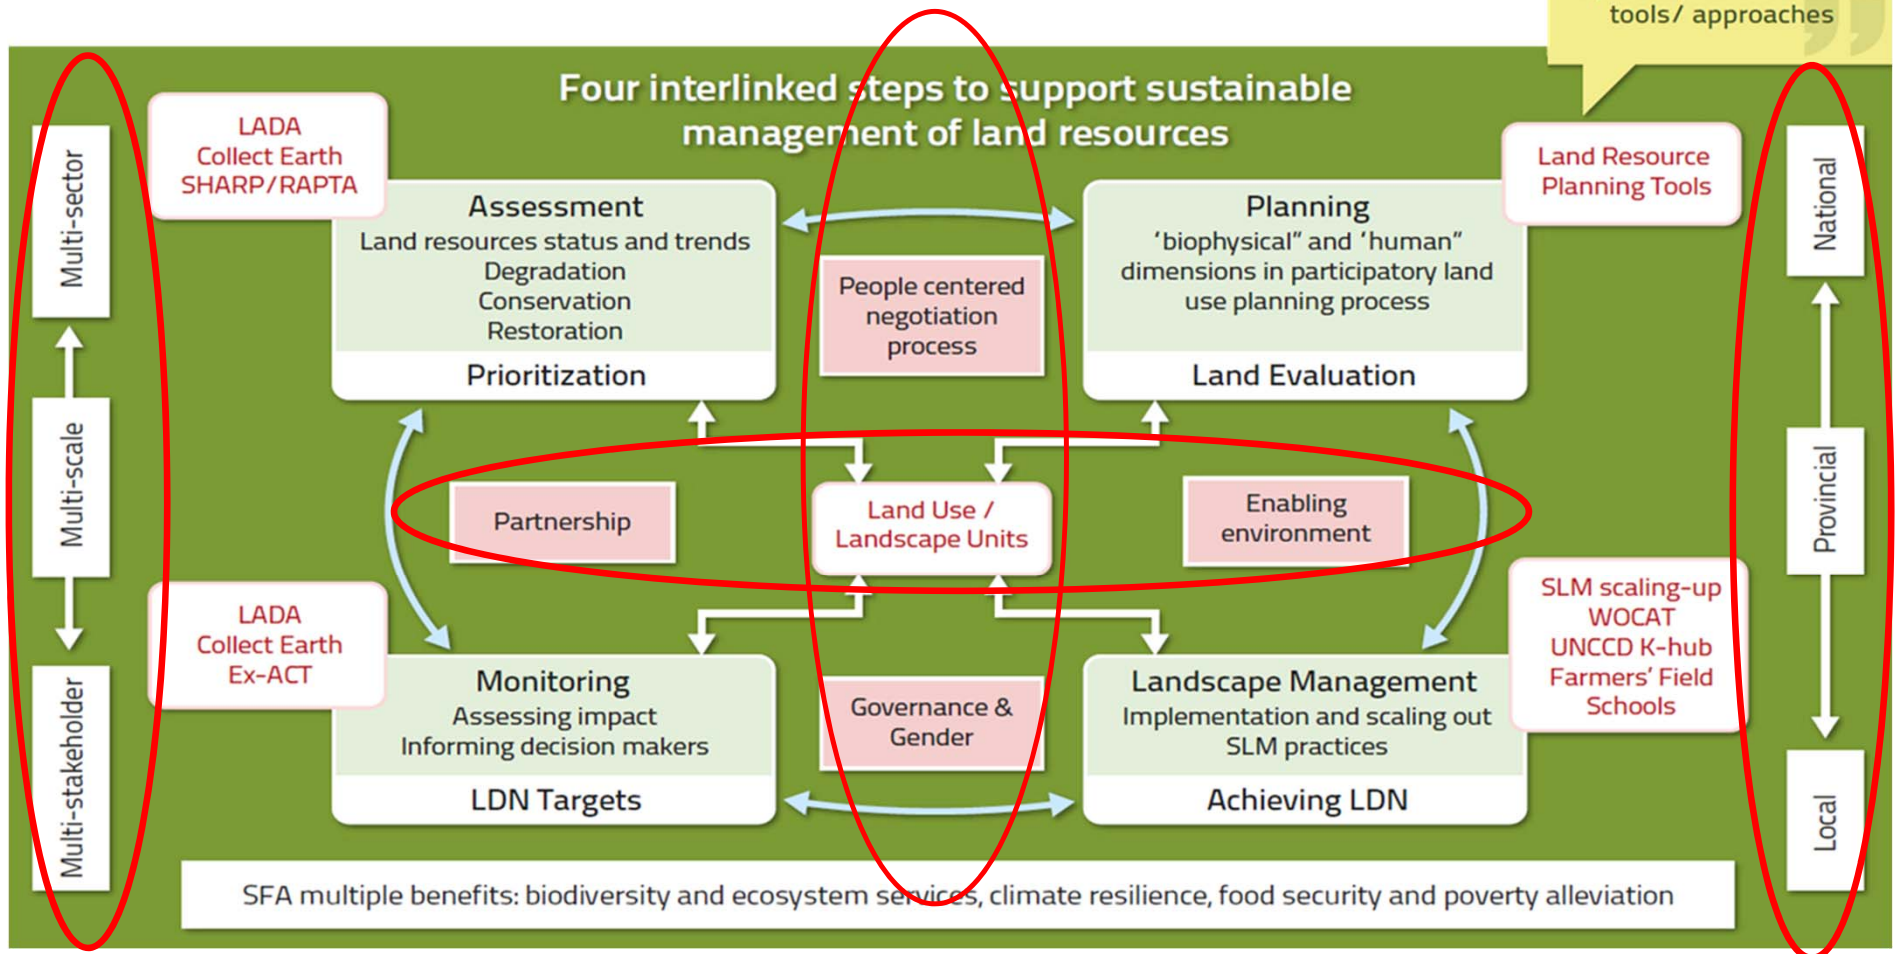 tools/ approaches
Four interlinked steps to support sustainable
management of land resources
Multi-sector
Multi-scale
Multi-stakeholder
LADA
Collect Earth
SHARP/RAPTA
Assessment
Land resources status and trends
Degradation
Conservation
Restoration
Prioritization
People centered
negotiation
process
Planning
‘biophysical” and ‘human”
dimensions in participatory land
use planning process
Land Evaluation
Land Resource
Planning Tools
National
Provincial
Local
Partnership
Land Use /
Landscape Units
Enabling
environment
LADA
Collect Earth
Ex-ACT
Monitoring
Assessing impact
Informing decision makers
LDN Targets
Governance &
Gender
Landscape Management
Implementation and scaling out
SLM practices
Achieving LDN
SLM scaling-up
WOCAT
UNCCD K-hub
Farmers’ Field
Schools
SFA multiple benefits: biodiversity and ecosystem services, climate resilience, food security and poverty alleviation